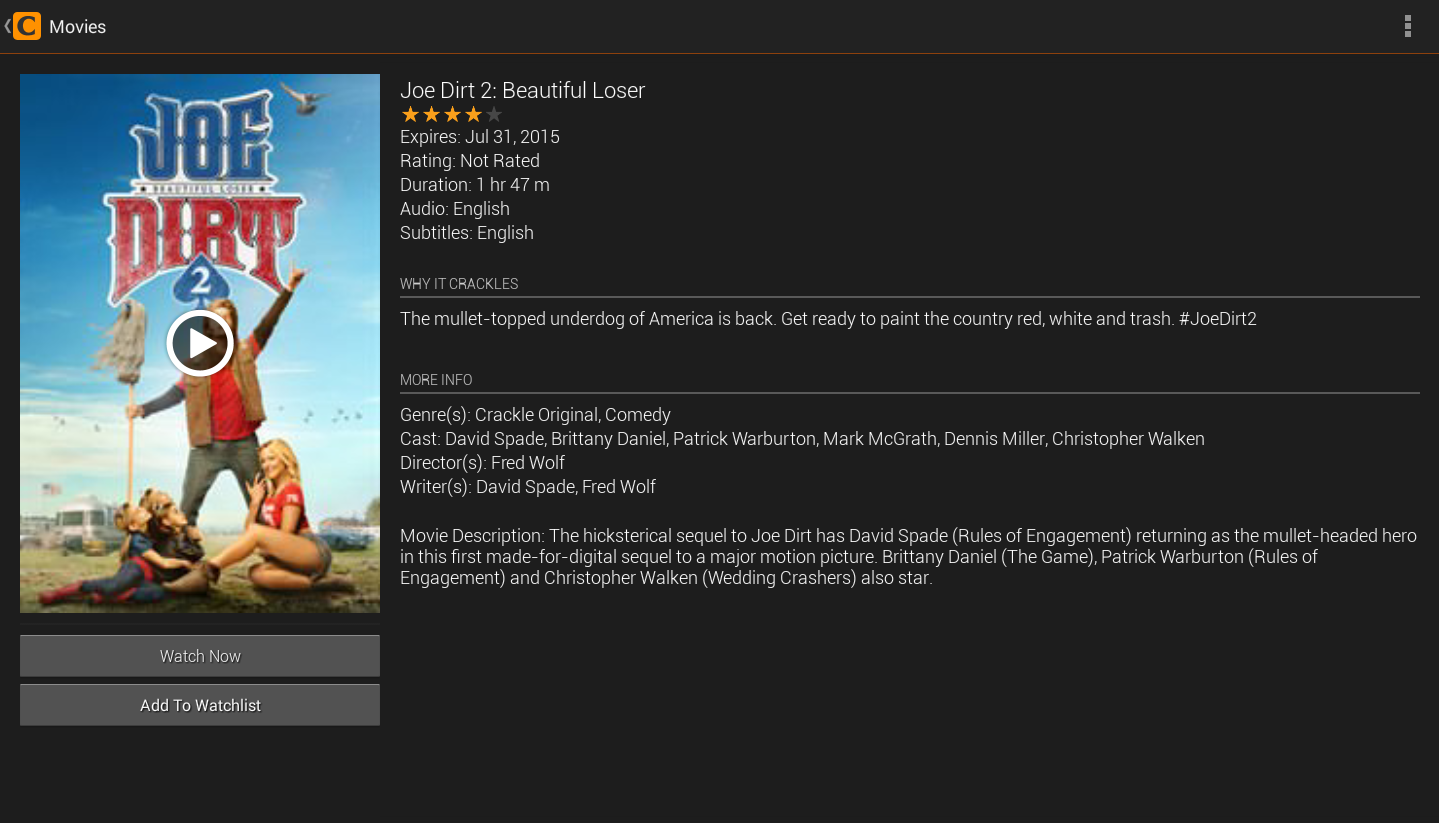 C Movies
JOE
BEAUTIFUL LOSER
DIRT
2
Joe Dirt 2: Beautiful Loser
Expires: Jul 31, 2015
Rating: Not Rated
Duration: 1 hr 47 m
Audio: English
Subtitles: English
WHY IT CRACKLES
The mullet-topped underdog of America is back. Get ready to paint the country red, white and trash. #JoeDirt2
MORE INFO
Genre(s): Crackle Original, Comedy
Cast: David Spade, Brittany Daniel, Patrick Warburton, Mark McGrath, Dennis Miller, Christopher Walken
Director(s): Fred Wolf
Writer(s): David Spade, Fred Wolf
Movie Description: The hicksterical sequel to Joe Dirt has David Spade (Rules of Engagement) returning as the mullet-headed hero
in this first made-for-digital sequel to a major motion picture. Brittany Daniel (The Game), Patrick Warburton (Rules of
Engagement) and Christopher Walken (Wedding Crashers) also star.
Watch Now
Add To Watchlist